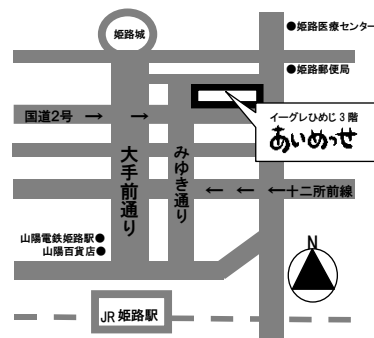 姫路城
●姫路医療センター
●姫路郵便局
国道2号 → →
イーグレひめじ3階
あいめっせ
大手前通り
みゆき通り
← ← ←十二所前線
山陽電鉄姫路駅●
山陽百貨店●
N
JR 姫路駅